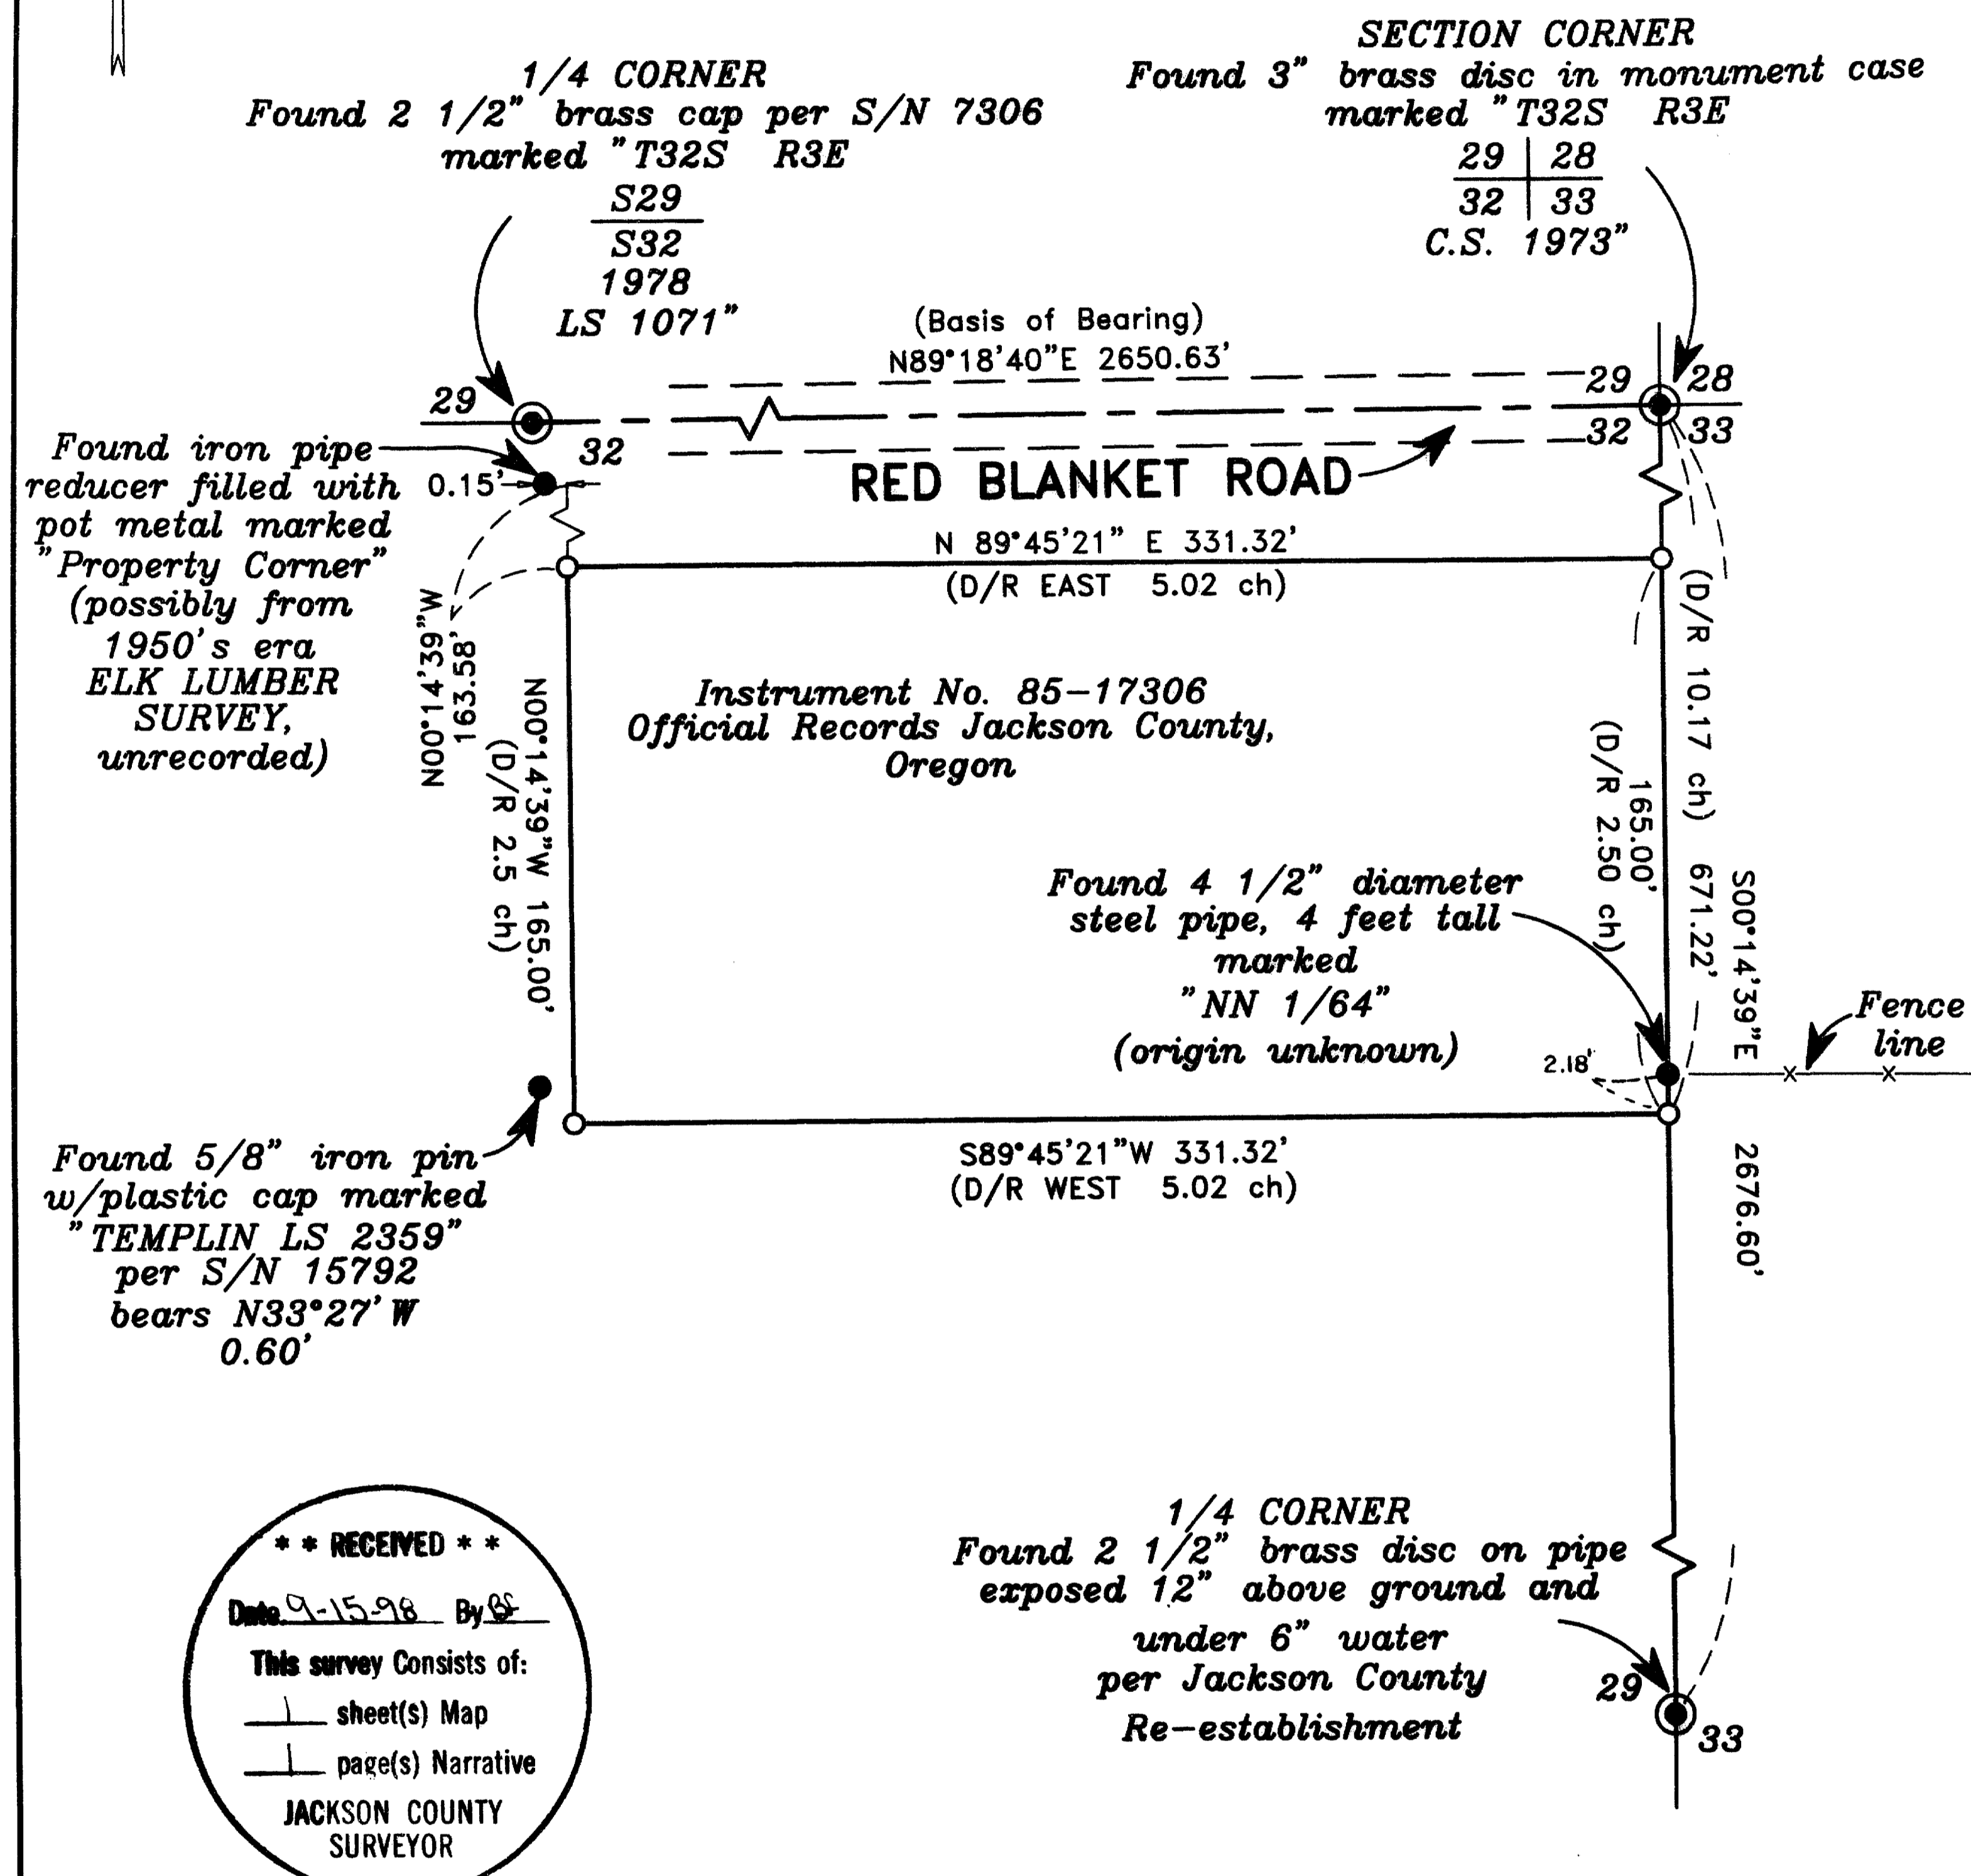 SECTION CORNER
Found 3" brass disc in monument case
marked "T32S R3E
29 28
32 33
C.S. 1973"
1/4 CORNER
Found 2 1/2" brass cap per S/N 7306
marked "T32S R3E
S29
S32
1978
LS 1071"
(Basis of Bearing)
N89°18'40"E 2650.63'
29
32
29 28
32 33
RED BLANKET ROAD
Found iron pipe
reducer filled with
pot metal marked
"Property Corner"
(possibly from
1950's era
ELK LUMBER
SURVEY,
unrecorded)
0.15'
N 89°45'21" E 331.32'
(D/R EAST 5.02 ch)
N00°14'39"W
163.58'
N00°14'39"W 165.00'
(D/R 2.5 ch)
Instrument No. 85-17306
Official Records Jackson County,
Oregon
(D/R 10.17 ch) 671.22'
165.00'
(D/R 2.50 ch)
S00°14'39"E 2676.60'
Found 4 1/2" diameter
steel pipe, 4 feet tall
marked
"NN 1/64"
(origin unknown)
2.18'
Fence
line
S89°45'21"W 331.32'
(D/R WEST 5.02 ch)
Found 5/8" iron pin
w/plastic cap marked
"TEMPLIN LS 2359"
per S/N 15792
bears N33°27'W
0.60'
1/4 CORNER
Found 2 1/2" brass disc on pipe
exposed 12" above ground and
under 6" water
per Jackson County
Re-establishment
29
33
* * RECEIVED * *
Date 9-15-98 By BF
This survey Consists of:
1 sheet(s) Map
1 page(s) Narrative
JACKSON COUNTY
SURVEYOR